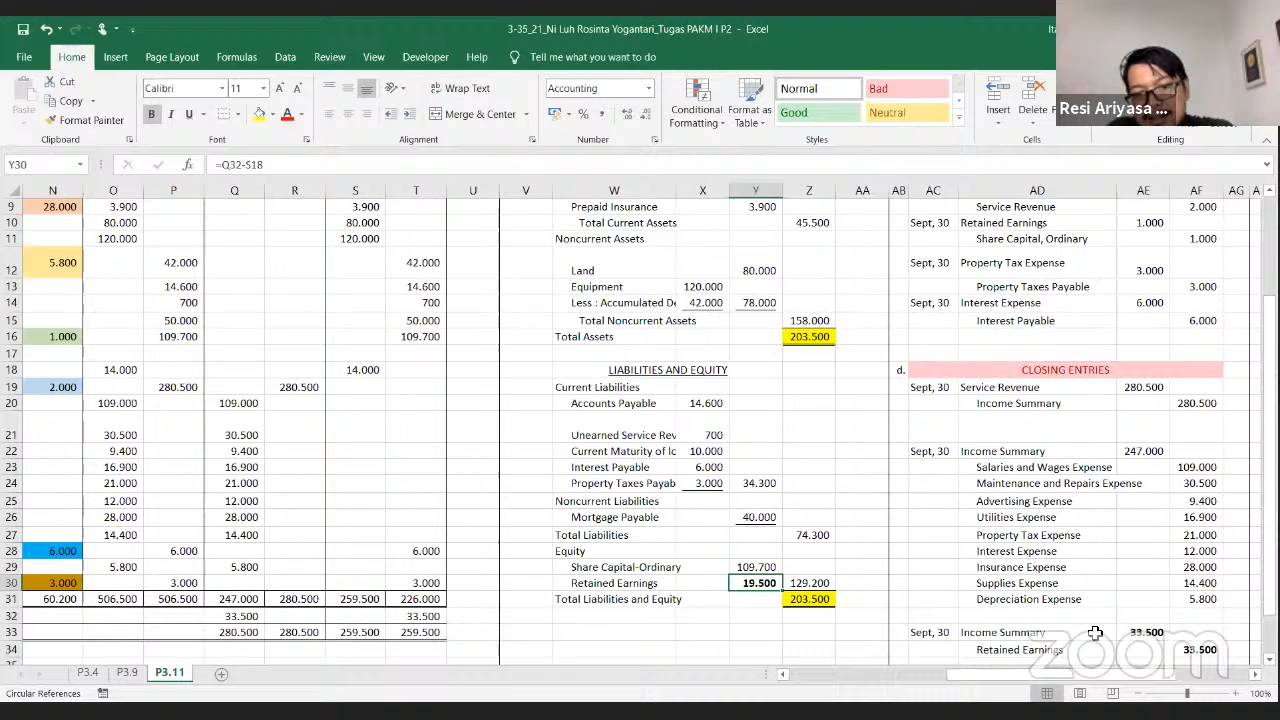 3-35_21_Ni Luh Rosinta Yogantari_Tugas PAKM I P2 - Excel
Ita
File Home Insert Page Layout Formulas Data Review View Developer Help Tell me what you want to do
Resi Ariyasa ...
Paste
Cut
Copy
Format Painter
Clipboard
Calibri 11
B I U
Font
Wrap Text
Merge & Center
Alignment
Accounting
Number
Conditional Formatting
Format as Table
Normal Bad
Good Neutral
Styles
Insert Delete F
Cells
Editing
Y30 =Q32-S18
N O P Q R S T U V W X Y Z AA AB AC AD AE AF AG AH
9 28.000 3.900 3.900 Prepaid Insurance 3.900 Service Revenue 2.000
10 80.000 80.000 Total Current Assets 45.500 Sept, 30 Retained Earnings 1.000
11 120.000 120.000 Noncurrent Assets Share Capital, Ordinary 1.000
12 5.800 42.000 42.000 Land 80.000 Sept, 30 Property Tax Expense 3.000
13 14.600 14.600 Equipment 120.000 Property Taxes Payable 3.000
14 700 700 Less : Accumulated De 42.000 78.000 Sept, 30 Interest Expense 6.000
15 50.000 50.000 Total Noncurrent Assets 158.000 Interest Payable 6.000
16 1.000 109.700 109.700 Total Assets 203.500
17
18 14.000 14.000 LIABILITIES AND EQUITY d. CLOSING ENTRIES
19 2.000 280.500 280.500 Current Liabilities Sept, 30 Service Revenue 280.500
20 109.000 109.000 Accounts Payable 14.600 Income Summary 280.500
21 30.500 30.500 Unearned Service Rev 700
22 9.400 9.400 Current Maturity of lo 10.000 Sept, 30 Income Summary 247.000
23 16.900 16.900 Interest Payable 6.000 Salaries and Wages Expense 109.000
24 21.000 21.000 Property Taxes Payab 3.000 34.300 Maintenance and Repairs Expense 30.500
25 12.000 12.000 Noncurrent Liabilities Advertising Expense 9.400
26 28.000 28.000 Mortgage Payable 40.000 Utilities Expense 16.900
27 14.400 14.400 Total Liabilities 74.300 Property Tax Expense 21.000
28 6.000 6.000 6.000 Equity Interest Expense 12.000
29 5.800 5.800 Share Capital-Ordinary 109.700 Insurance Expense 28.000
30 3.000 3.000 3.000 Retained Earnings 19.500 129.200 Supplies Expense 14.400
31 60.200 506.500 506.500 247.000 280.500 259.500 226.000 Total Liabilities and Equity 203.500 Depreciation Expense 5.800
32 33.500 33.500
33 280.500 280.500 259.500 259.500 Sept, 30 Income Summary 33.500
34 Retained Earnings 33.500
zoom
P3.4 P3.9 P3.11
Circular References 100%